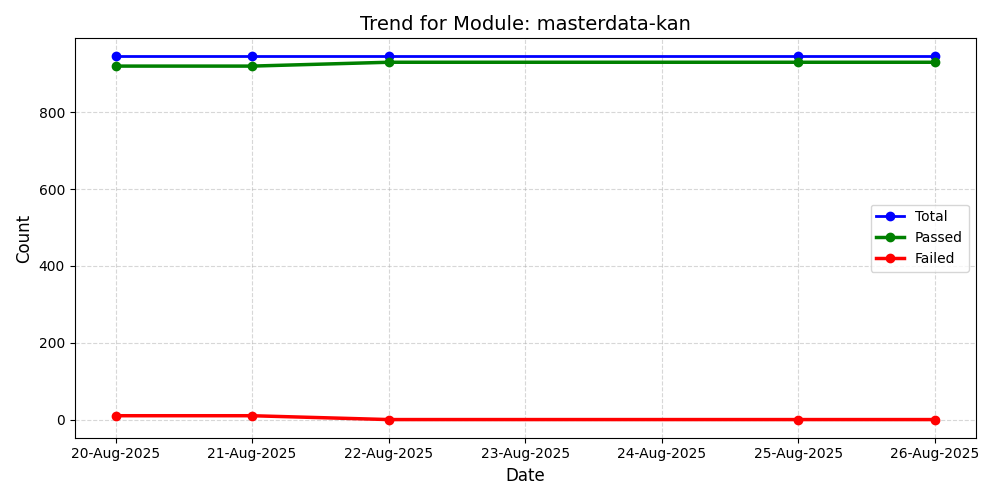 Trend for Module: masterdata-kan
Count
800
600
400
200
0
Total
Passed
Failed
20-Aug-2025 21-Aug-2025 22-Aug-2025 23-Aug-2025 24-Aug-2025 25-Aug-2025 26-Aug-2025
Date